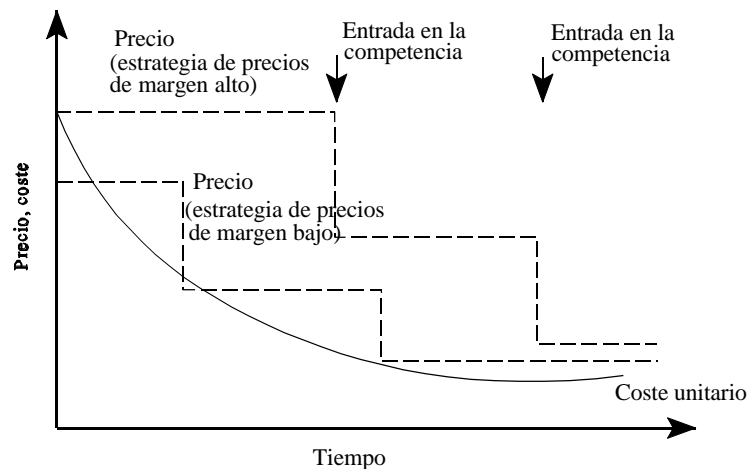 Precio
(estrategia de precios
de margen alto)
Entrada en la
competencia
Entrada en la
competencia
Precio, coste
Precio
(estrategia de precios
de margen bajo)
Coste unitario
Tiempo